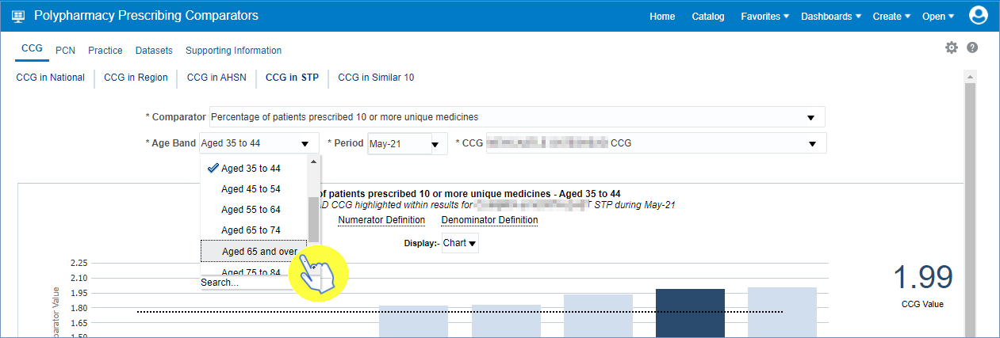 Polypharmacy Prescribing Comparators
Home Catalog Favorites Dashboards Create Open
CCG PCN Practice Datasets Supporting Information
CCG in National CCG in Region CCG in AHSN CCG in STP CCG in Similar 10
* Comparator Percentage of patients prescribed 10 or more unique medicines
* Age Band Aged 35 to 44 * Period May-21 * CCG CCG
Aged 35 to 44
Aged 45 to 54
Aged 55 to 64
Aged 65 to 74
Aged 65 and over
Aged 75 to 84
Search...
of patients prescribed 10 or more unique medicines - Aged 35 to 44
AD CCG highlighted within results for T STP during May-21
Numerator Definition Denominator Definition
Display:- Chart
2.25
2.10
1.95
1.80
1.65
1.50
parator Value
1.99
CCG Value